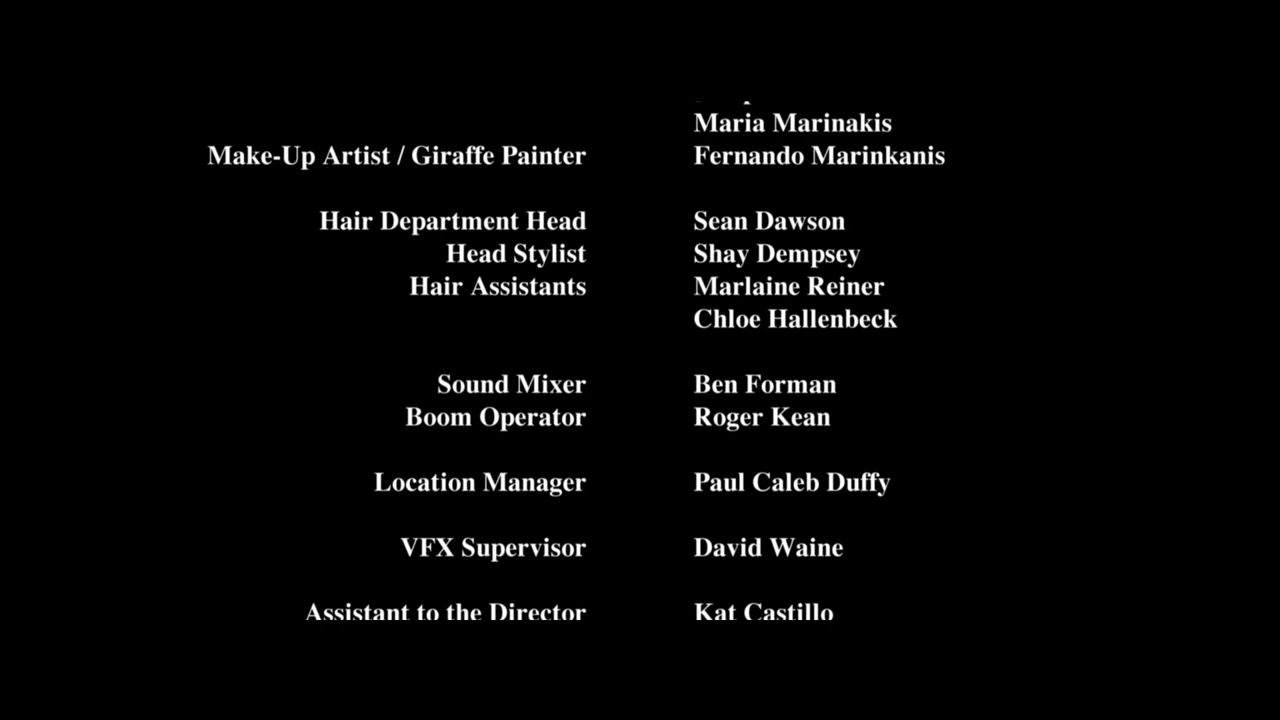 Maria Marinakis
Make-Up Artist / Giraffe Painter Fernando Marinkanis
Hair Department Head Sean Dawson
Head Stylist Shay Dempsey
Hair Assistants Marlaine Reiner
Chloe Hallenbeck
Sound Mixer Ben Forman
Boom Operator Roger Kean
Location Manager Paul Caleb Duffy
VFX Supervisor David Waine
Assistant to the Director Kat Castillo